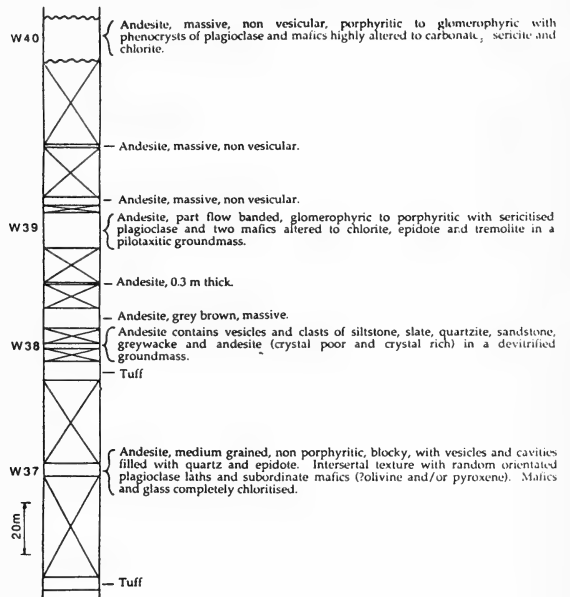 W40
Andesite, massive, non vesicular, porphyritic to glomerophyric with
phenocrysts of plagioclase and mafics highly altered to carbonate, sericite and
chlorite.
Andesite, massive, non vesicular.
Andesite, massive, non vesicular.
W39
Andesite, part flow banded, glomerophyric to porphyritic with sericitised
plagioclase and two mafics altered to chlorite, epidote and tremolite in a
pilotaxitic groundmass.
Andesite, 0.3 m thick.
Andesite, grey brown, massive.
W38
Andesite contains vesicles and clasts of siltstone, slate, quartzite, sandstone,
greywacke and andesite (crystal poor and crystal rich) in a devitrified
groundmass.
Tuff
W37
Andesite, medium grained, non porphyritic, blocky, with vesicles and cavities
filled with quartz and epidote. Intersertal texture with random orientated
plagioclase laths and subordinate mafics (?olivine and/or pyroxene). Mafics
and glass completely chloritised.
20m
Tuff